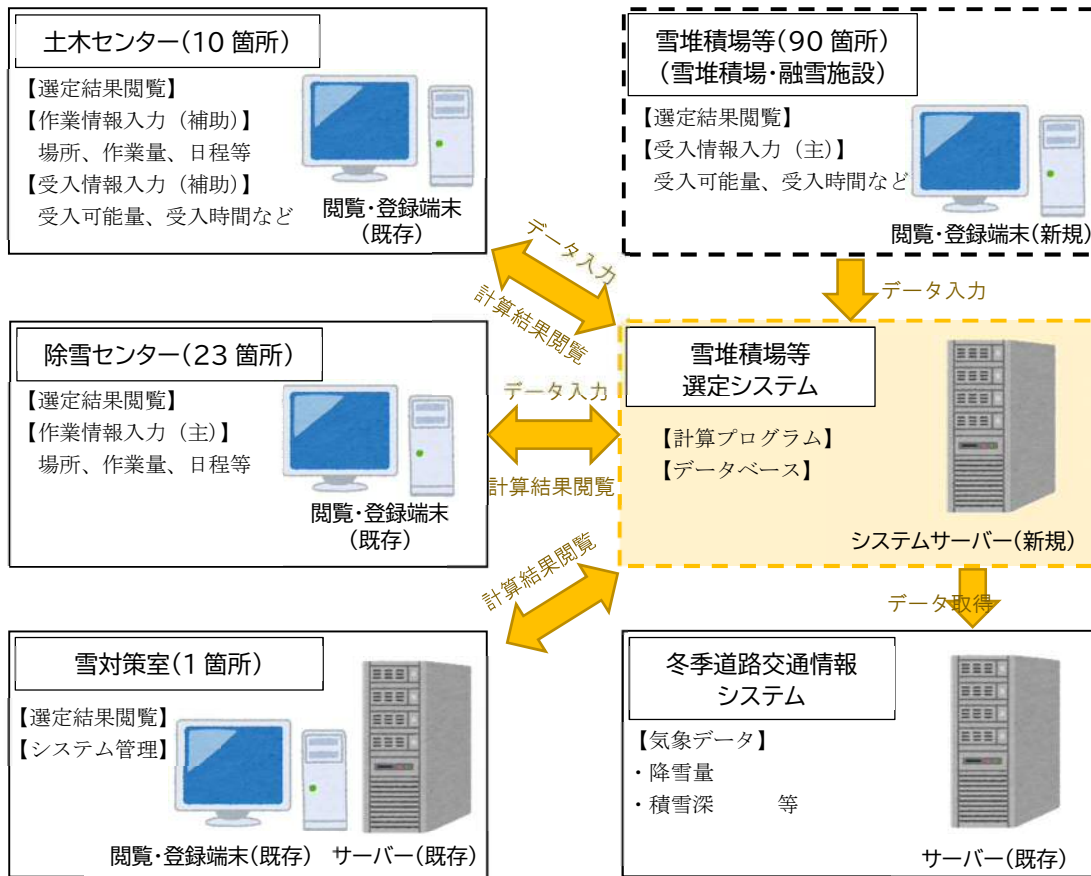 土木センター(10 箇所)
【選定結果閲覧】
【作業情報入力（補助）】
場所、作業量、日程等
【受入情報入力（補助）】
受入可能量、受入時間など
閲覧・登録端末
(既存)
雪堆積場等(90 箇所)
(雪堆積場・融雪施設)
【選定結果閲覧】
【受入情報入力（主）】
受入可能量、受入時間など
閲覧・登録端末(新規)
データ入力
計算結果閲覧
データ入力
除雪センター(23 箇所)
【選定結果閲覧】
【作業情報入力（主）】
場所、作業量、日程等
閲覧・登録端末
(既存)
データ入力
計算結果閲覧
雪堆積場等
選定システム
【計算プログラム】
【データベース】
システムサーバー(新規)
計算結果閲覧
データ取得
雪対策室(1 箇所)
【選定結果閲覧】
【システム管理】
閲覧・登録端末(既存) サーバー(既存)
冬季道路交通情報
システム
【気象データ】
・降雪量
・積雪深 等
サーバー(既存)